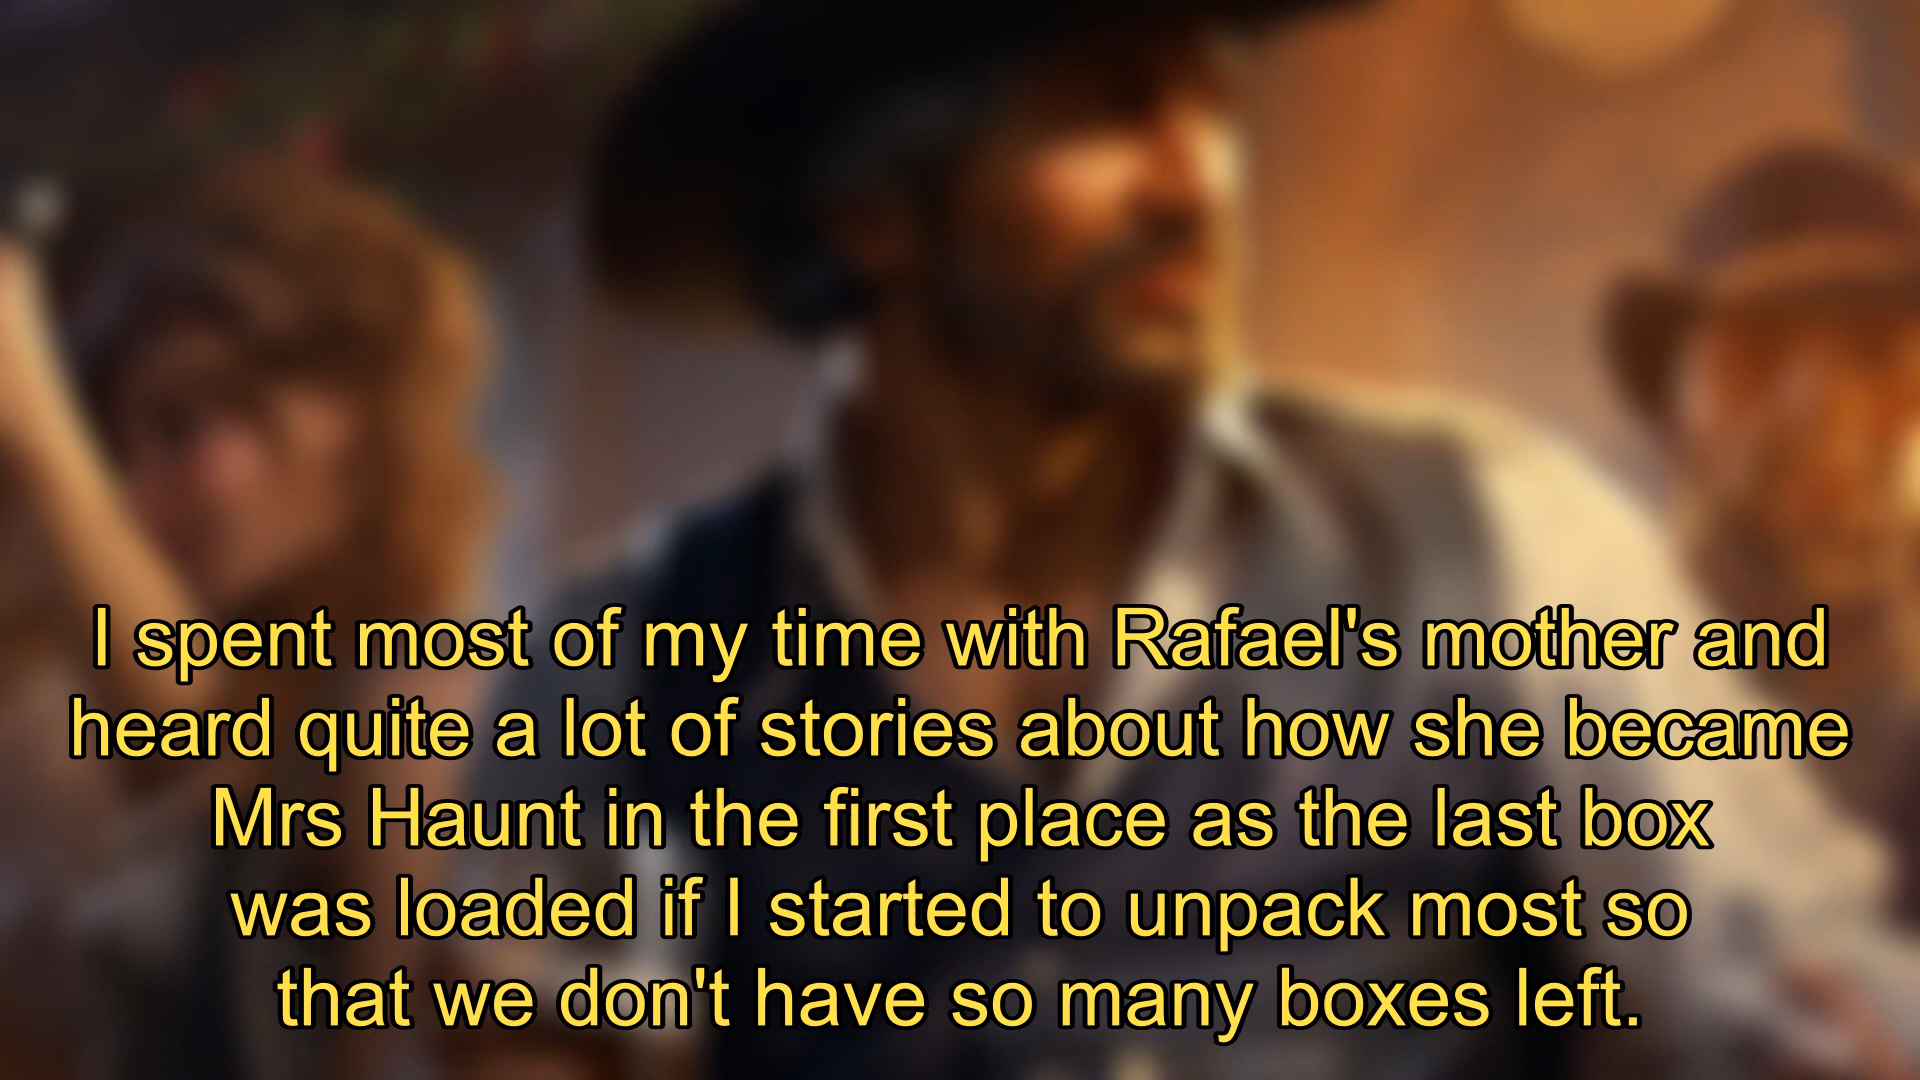 I spent most of my time with Rafael's mother and
heard quite a lot of stories about how she became
Mrs Haunt in the first place as the last box
was loaded if I started to unpack most so
that we don't have so many boxes left.